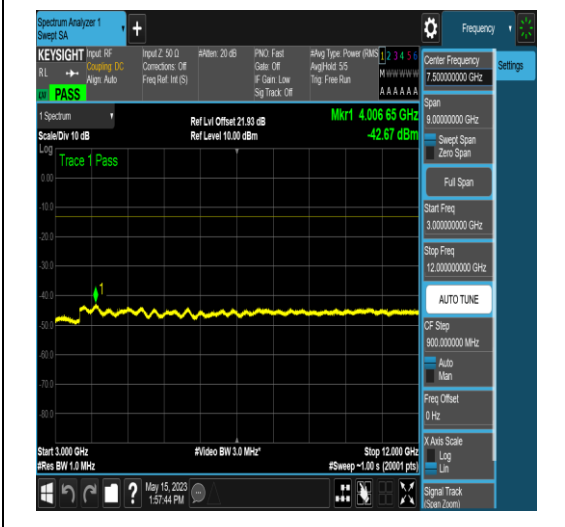 Spectrum Analyzer 1
Swept SA
Frequency
KEYSIGHT
RL
PASS
Input: RF
Coupling: DC
Align: Auto
Input Z: 50 Ω
Corrections: Off
Freq Ref: Int (S)
#Atten: 20 dB
PNO: Fast
Gate: Off
IF Gain: Low
Sig Track: Off
#Avg Type: Power (RMS
Avg|Hold: 5/5
Trig: Free Run
1 2 3 4 5 6
M W W W W W
A A A A A A
1 Spectrum
Scale/Div 10 dB
Ref Lvl Offset 21.93 dB
Ref Level 10.00 dBm
Mkr1 4.006 65 GHz
-42.67 dBm
Log
Trace 1 Pass
0.00
-10.0
-20.0
-30.0
-40.0
-50.0
-60.0
-70.0
-80.0
1
Start 3.000 GHz
#Res BW 1.0 MHz
#Video BW 3.0 MHz*
Stop 12.000 GHz
#Sweep ~1.00 s (20001 pts)
May 15, 2023
1:57:44 PM
Center Frequency
7.500000000 GHz
Settings
Span
9.00000000 GHz
Swept Span
Zero Span
Full Span
Start Freq
3.000000000 GHz
Stop Freq
12.000000000 GHz
AUTO TUNE
CF Step
900.000000 MHz
Auto
Man
Freq Offset
0 Hz
X Axis Scale
Log
Lin
Signal Track
(Span Zoom)